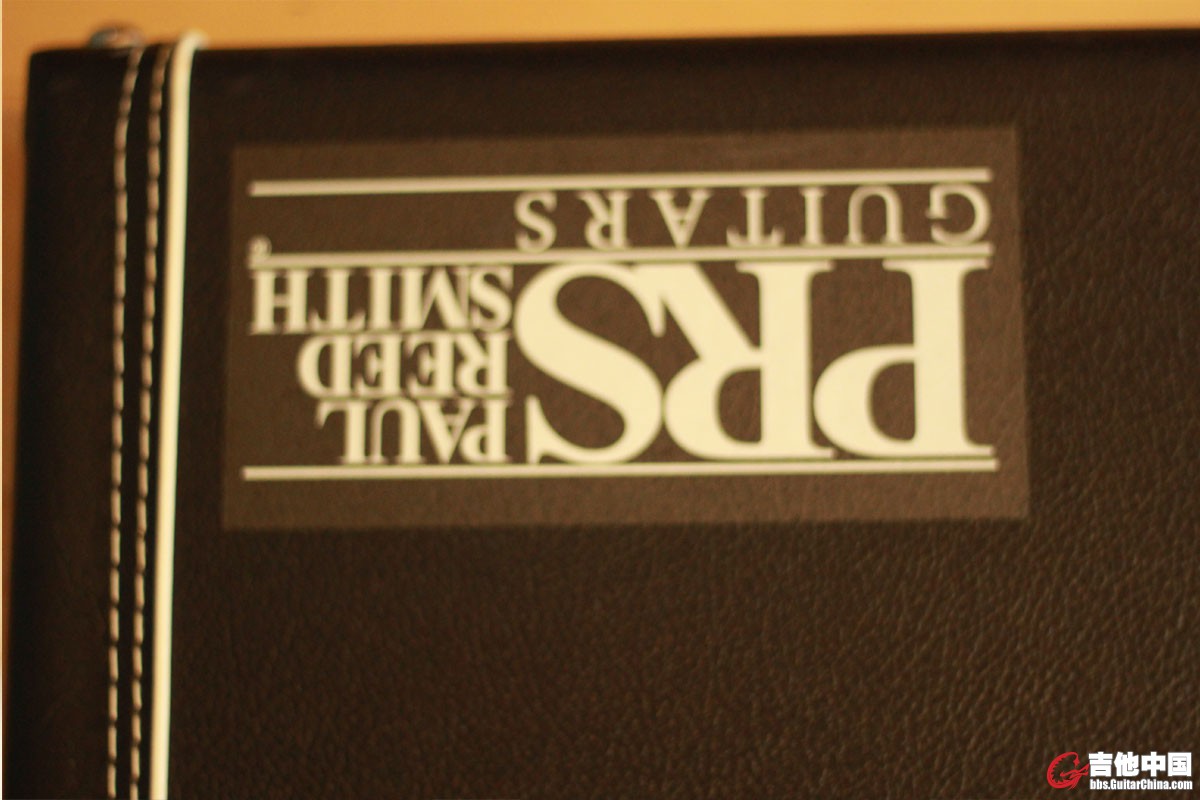 PRS
PAUL
REED
SMITH
GUITARS
吉他中国
bbs.GuitarChina.com